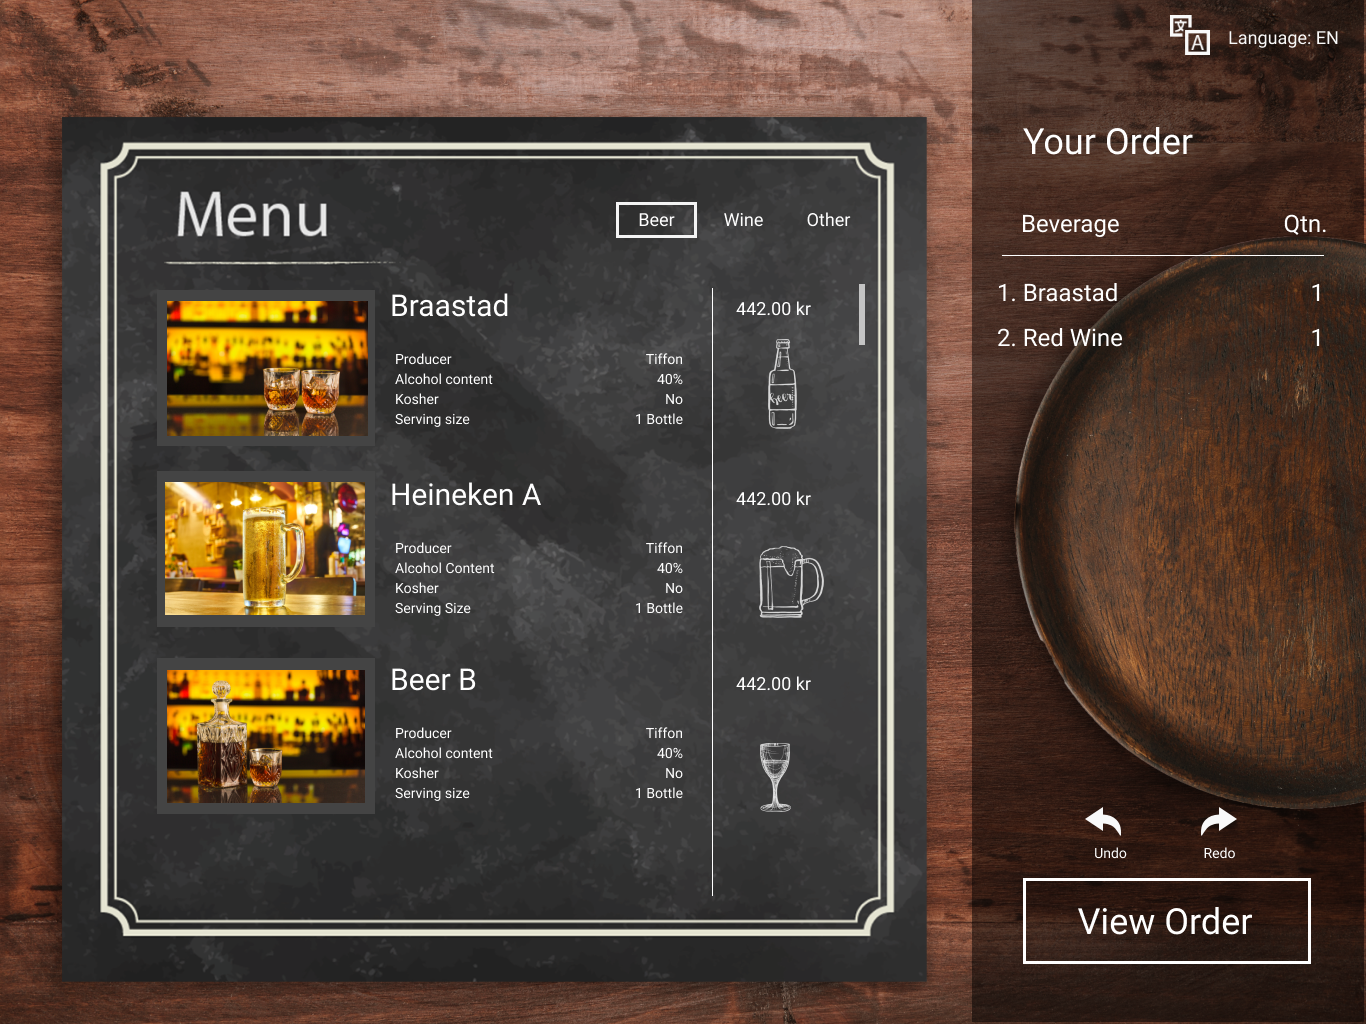 文 A Language: EN
Your Order
Menu
Beer Wine Other
Beverage Qtn.
Braastad
442.00 kr
Producer Tiffon
Alcohol content 40%
Kosher No
Serving size 1 Bottle
beer
Heineken A
442.00 kr
Producer Tiffon
Alcohol Content 40%
Kosher No
Serving Size 1 Bottle
Beer B
442.00 kr
Producer Tiffon
Alcohol content 40%
Kosher No
Serving size 1 Bottle
1. Braastad 1
2. Red Wine 1
Undo Redo
View Order